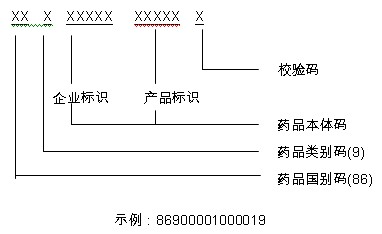 XX X XXXXX XXXXX X
校验码
企业标识 产品标识
药品本体码
药品类别码(9)
药品国别码(86)
示例：86900001000019